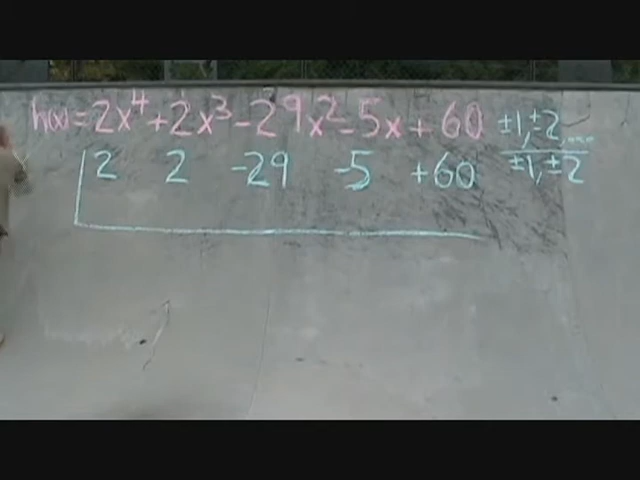 h(x) = 2x⁴ + 2x³ - 29x² - 5x + 60
±1, ±2 ....
±1, ±2
2 2 -29 -5 +60